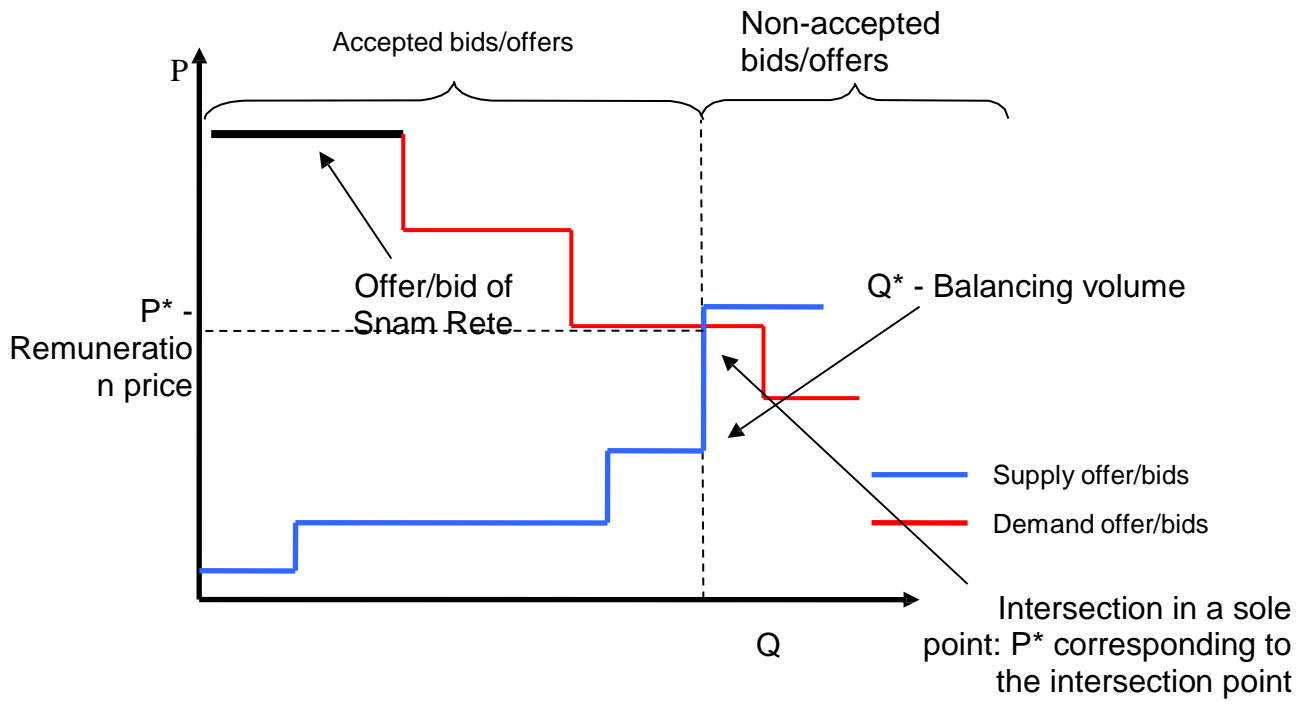 Accepted bids/offers
Non-accepted
bids/offers
P
Offer/bid of
Snam Rete
Q* - Balancing volume
P* -
Remuneratio
n price
Supply offer/bids
Demand offer/bids
Intersection in a sole
point: P* corresponding to
the intersection point
Q